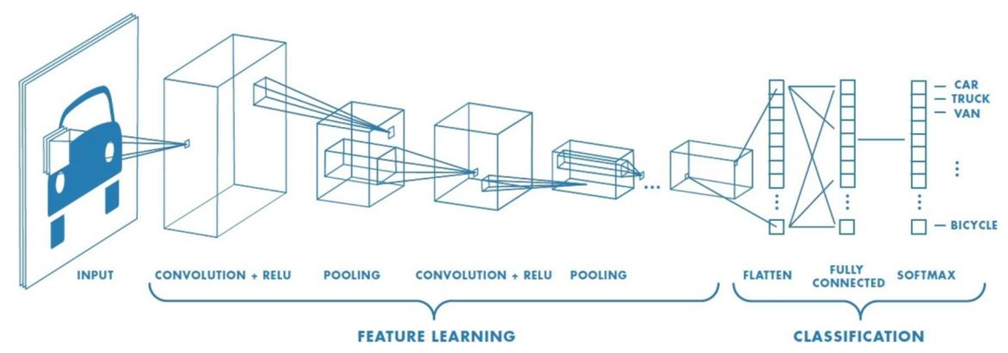 CAR
TRUCK
VAN
BICYCLE
INPUT
CONVOLUTION + RELU
POOLING
CONVOLUTION + RELU
POOLING
FLATTEN
FULLY
CONNECTED
SOFTMAX
FEATURE LEARNING
CLASSIFICATION